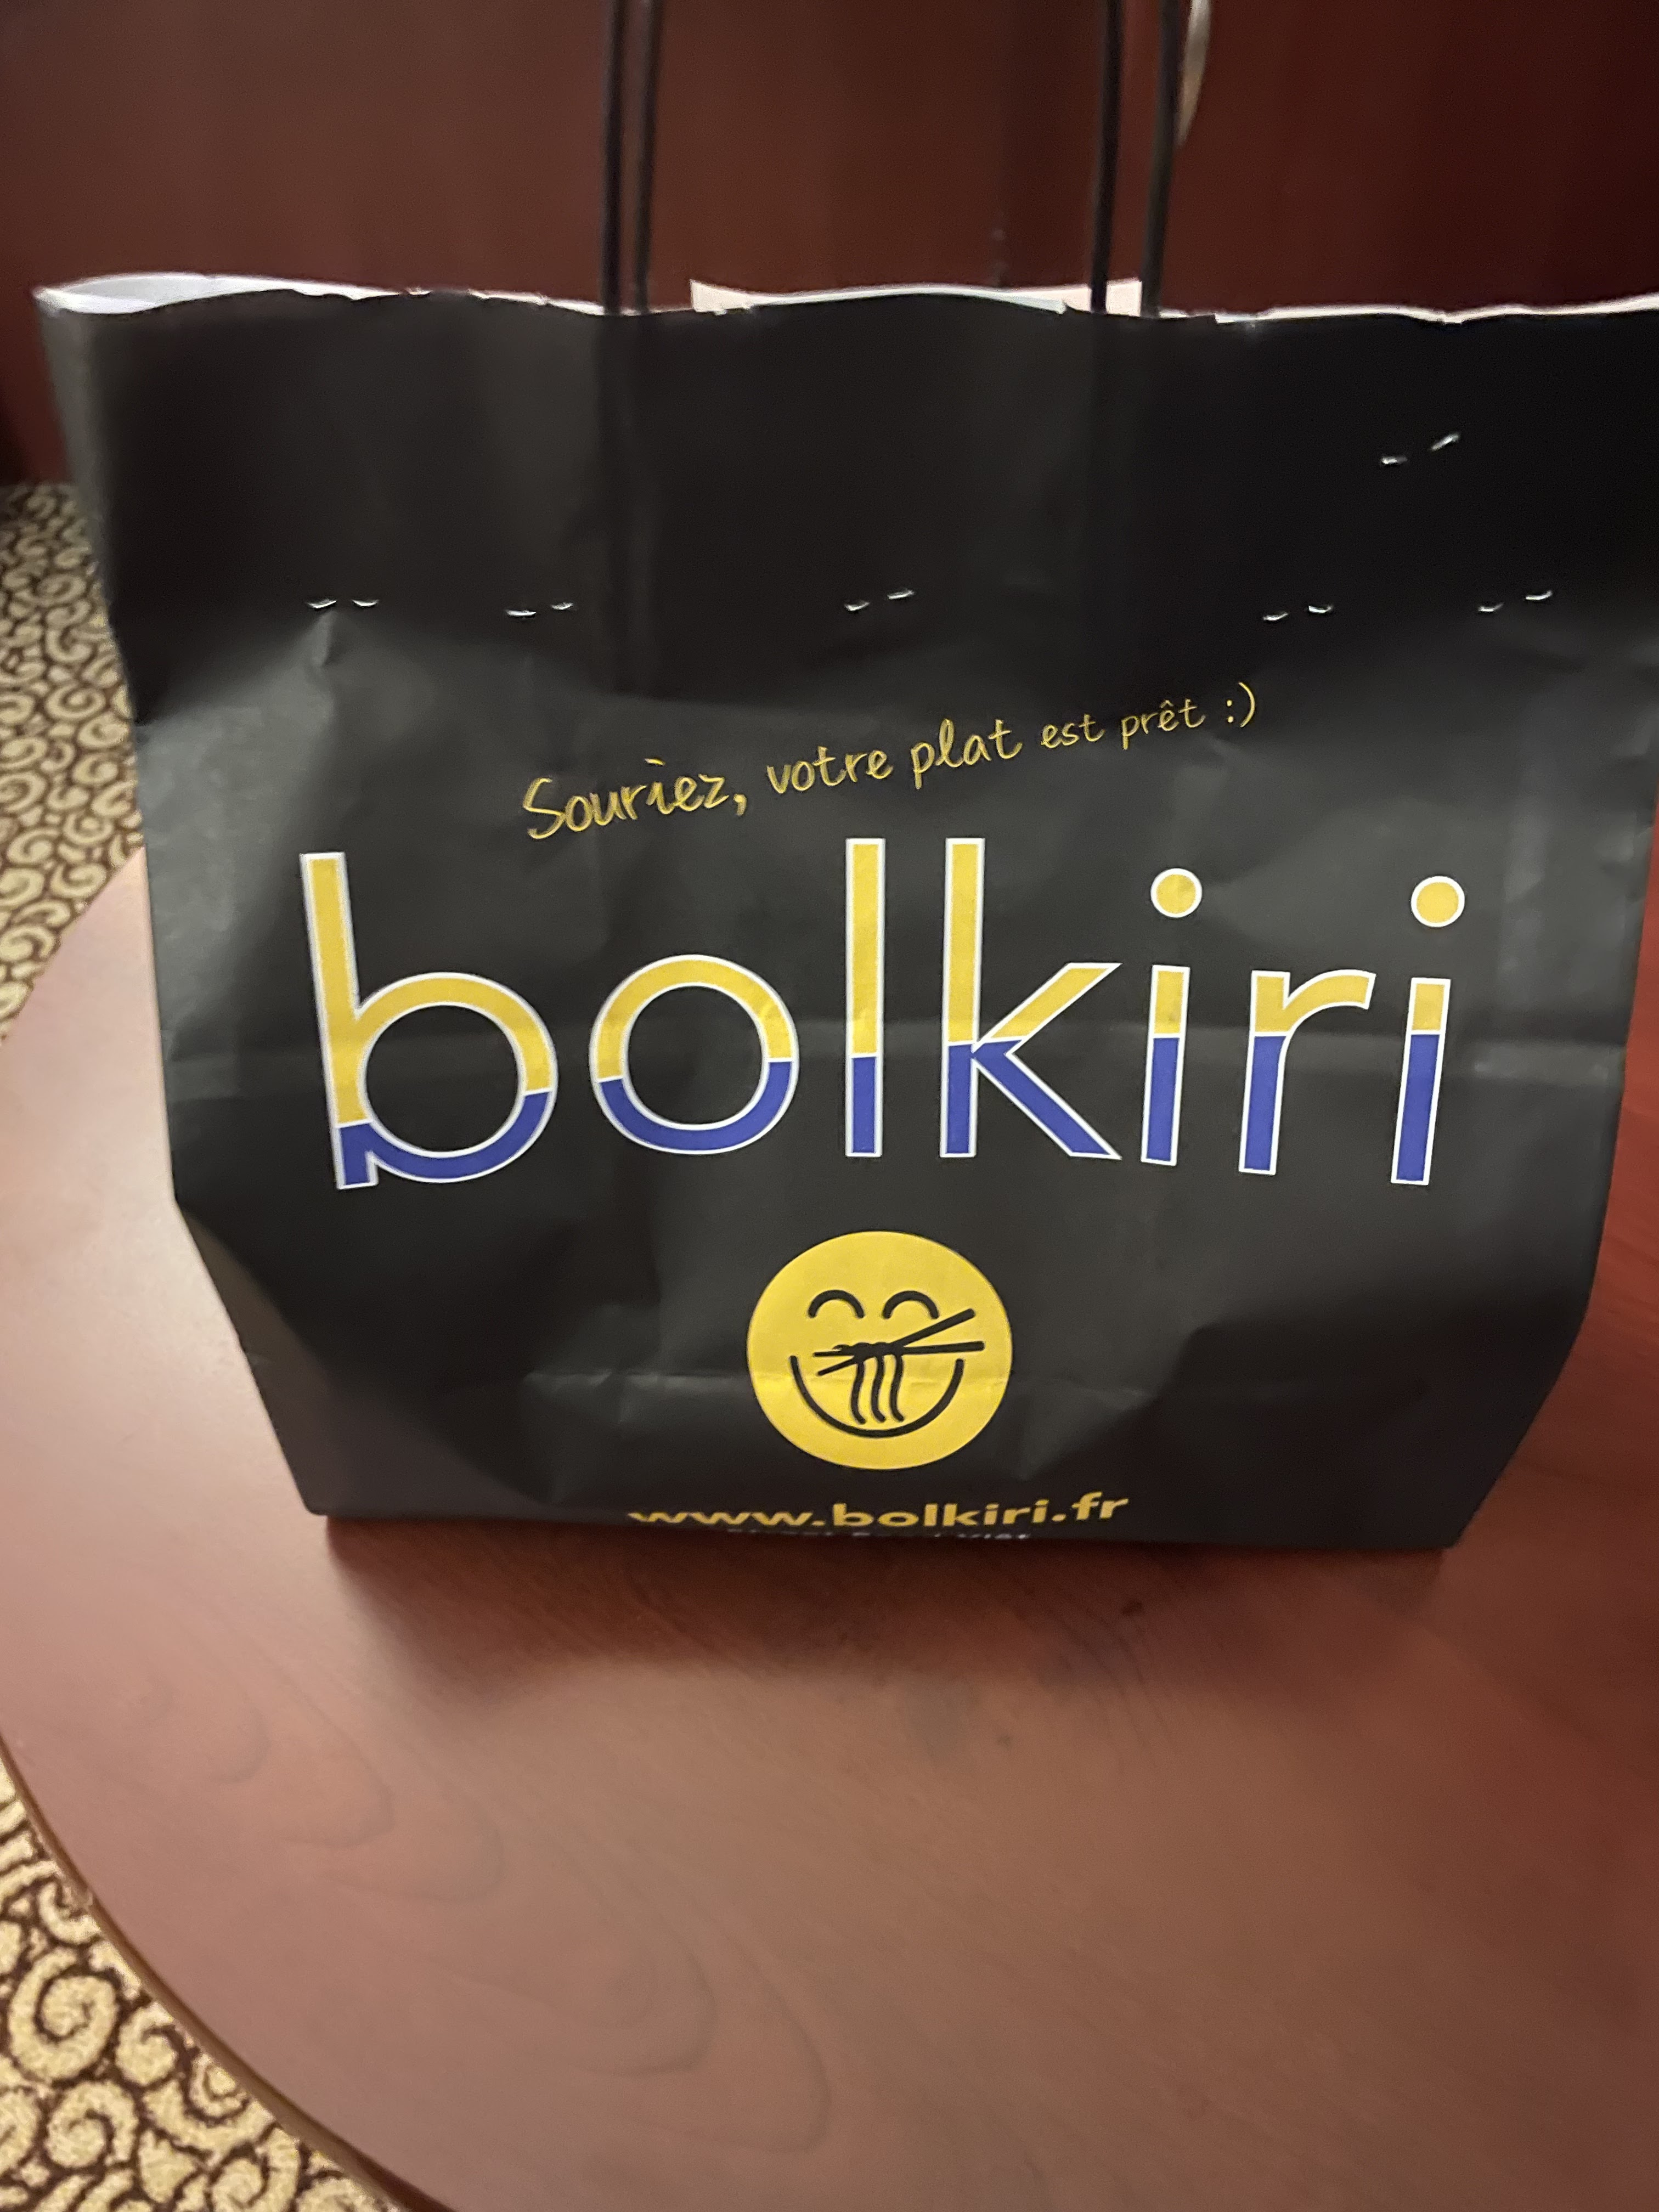 Souriez, votre plat est prêt :)
bolkiri
www.bolkiri.fr